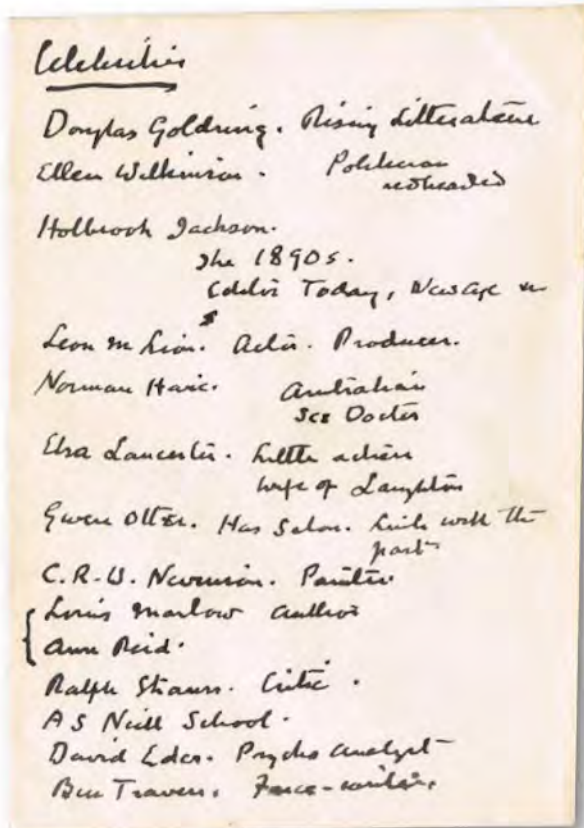 Celebrities
Douglas Goldring. Rising Litterateur
Ellen Wilkinson. Politician
redheaded
Holbrook Jackson.
The 1890s.
Editor Today, New Age
Leon M Lion. Actor. Producer.
Norman Haire. Australian
Sex Doctor
Elsa Lancester. Little actress
wife of Laughton
Gwen Otter. Has Salon. Link with the
past
C.R.W. Nevinson. Painter
Louis Marlow author
Ann Reid.
Ralph Straus. Critic.
A S Neill School.
David Eder. Psycho Analyst
Ben Travers. Farce-writer.